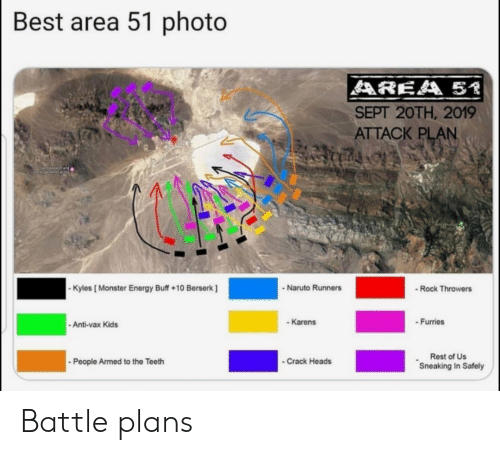 Best area 51 photo
AREA 51
SEPT 20TH, 2019
ATTACK PLAN
- Kyles [ Monster Energy Buff +10 Berserk ]
- Naruto Runners
- Rock Throwers
- Anti-vax Kids
- Karens
- Furries
- People Armed to the Teeth
- Crack Heads
- Rest of Us
Sneaking In Safely
Battle plans